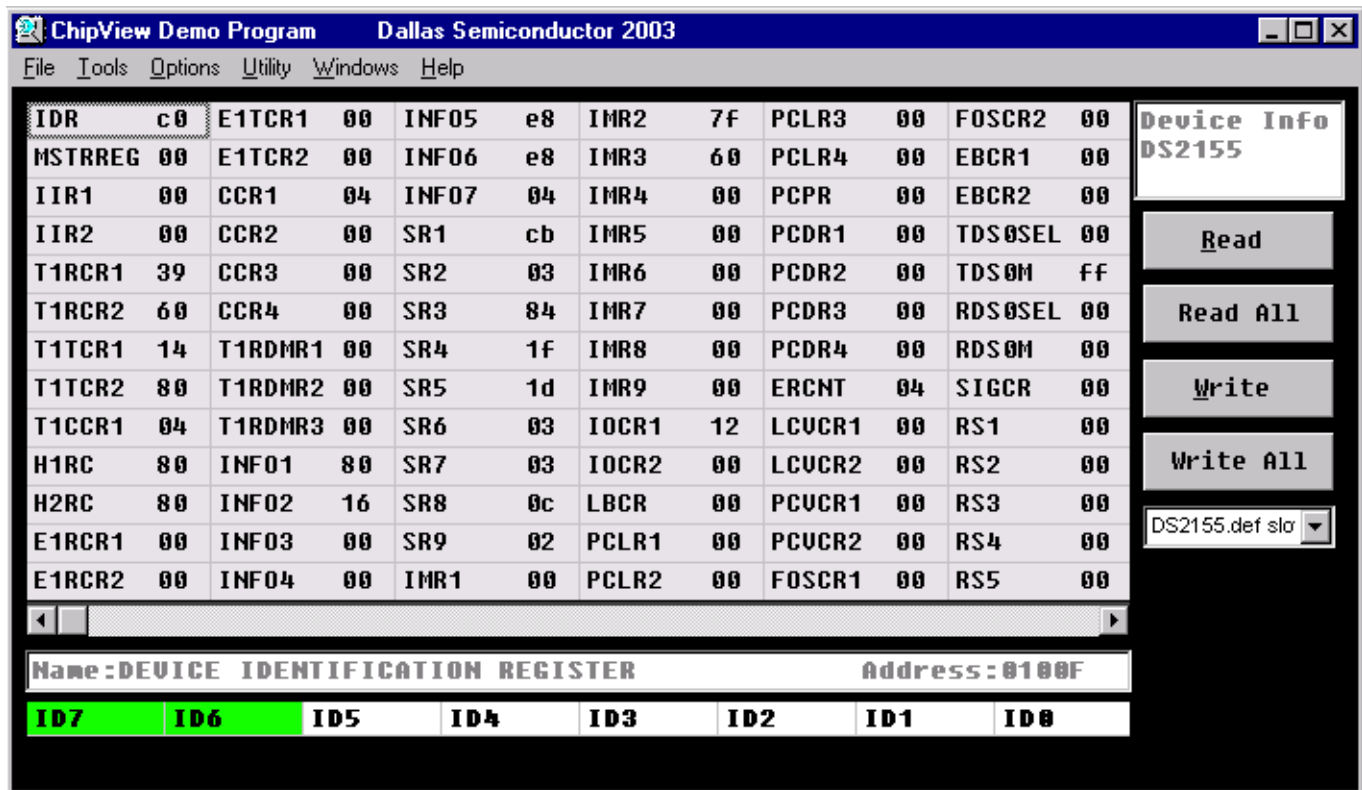 ChipView Demo Program Dallas Semiconductor 2003
File Tools Options Utility Windows Help
IDR c0 E1TCR1 00 INFO5 e8 IMR2 7f PCLR3 00 FOSCR2 00
MSTRREG 00 E1TCR2 00 INFO6 e8 IMR3 60 PCLR4 00 EBCR1 00
IIR1 00 CCR1 04 INFO7 04 IMR4 00 PCPR 00 EBCR2 00
IIR2 00 CCR2 00 SR1 cb IMR5 00 PCDR1 00 TDS0SEL 00
T1RCR1 39 CCR3 00 SR2 03 IMR6 00 PCDR2 00 TDS0M ff
T1RCR2 60 CCR4 00 SR3 84 IMR7 00 PCDR3 00 RDS0SEL 00
T1TCR1 14 T1RDMR1 00 SR4 1f IMR8 00 PCDR4 00 RDS0M 00
T1TCR2 80 T1RDMR2 00 SR5 1d IMR9 00 ERCNT 04 SIGCR 00
T1CCR1 04 T1RDMR3 00 SR6 03 IOCR1 12 LCVCR1 00 RS1 00
H1RC 80 INFO1 80 SR7 03 IOCR2 00 LCVCR2 00 RS2 00
H2RC 80 INFO2 16 SR8 0c LBCR 00 PCVCR1 00 RS3 00
E1RCR1 00 INFO3 00 SR9 02 PCLR1 00 PCVCR2 00 RS4 00
E1RCR2 00 INFO4 00 IMR1 00 PCLR2 00 FOSCR1 00 RS5 00
Device Info
DS2155
Read
Read All
Write
Write All
DS2155.def slo
Name:DEVICE IDENTIFICATION REGISTER Address:0100F
ID7 ID6 ID5 ID4 ID3 ID2 ID1 ID0